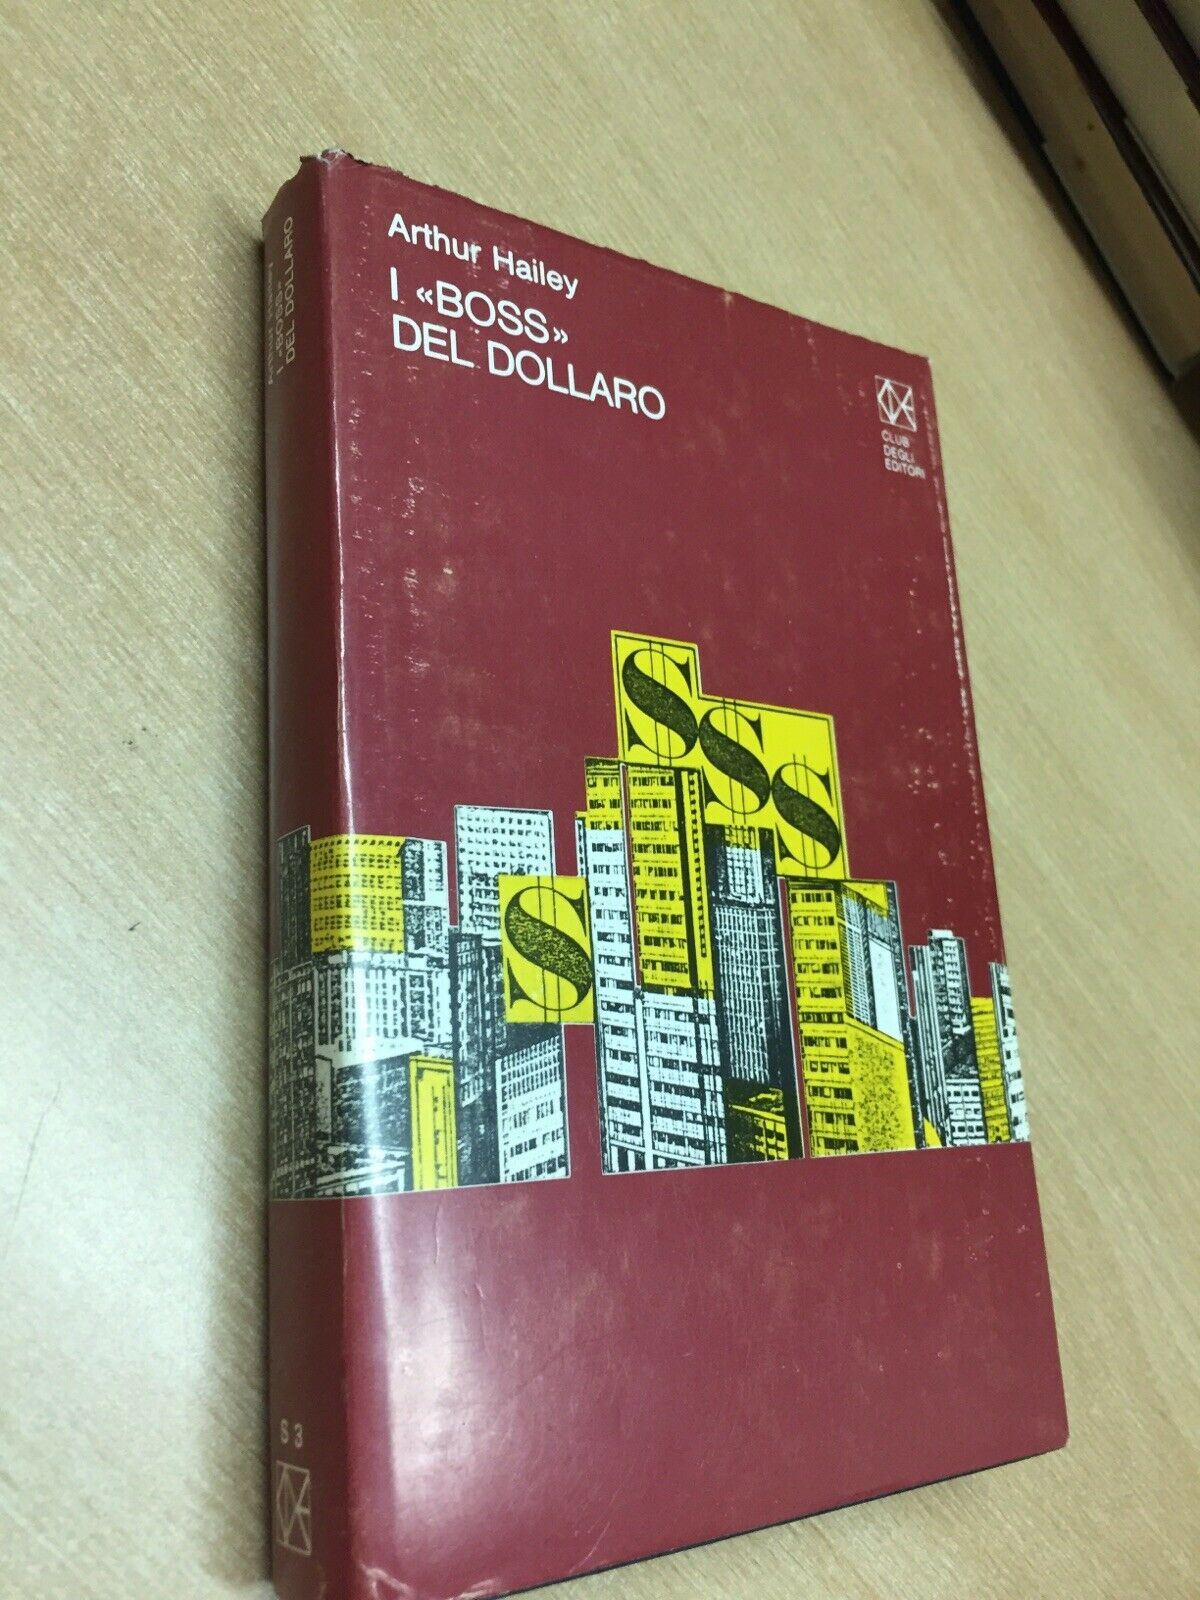 Arthur Hailey
I «BOSS»
DEL DOLLARO
CLUB
DEGLI
EDITORI
I «BOSS»
DEL DOLLARO
S 3